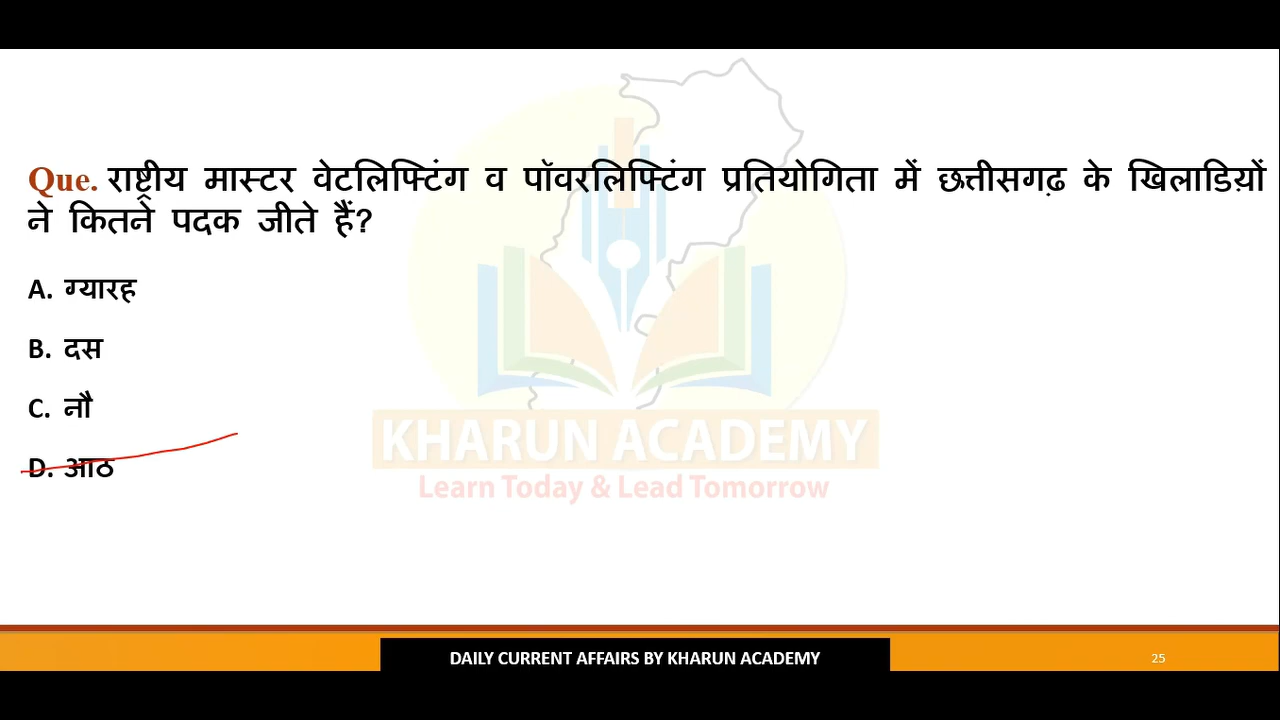 Que. राष्ट्रीय मास्टर वेटलिफ्टिंग व पॉवरलिफ्टिंग प्रतियोगिता में छत्तीसगढ़ के खिलाडिय़ों
ने कितने पदक जीते हैं?
A. ग्यारह
B. दस
C. नौ
D. आठ
KHARUN ACADEMY
Learn Today & Lead Tomorrow
DAILY CURRENT AFFAIRS BY KHARUN ACADEMY
25